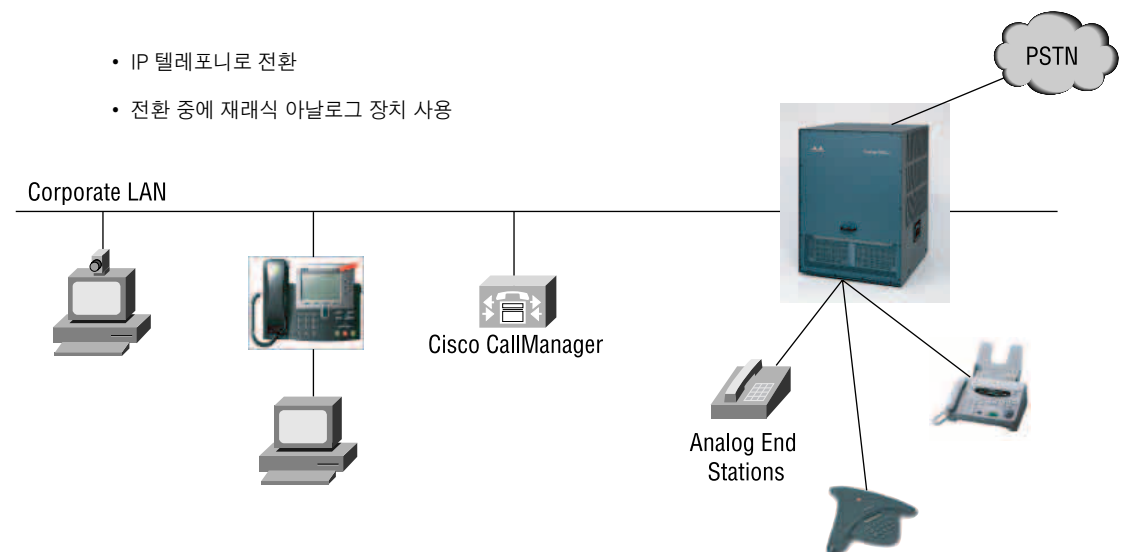 • IP 텔레포니로 전환
• 전환 중에 재래식 아날로그 장치 사용
PSTN
Corporate LAN
Cisco CallManager
Analog End
Stations